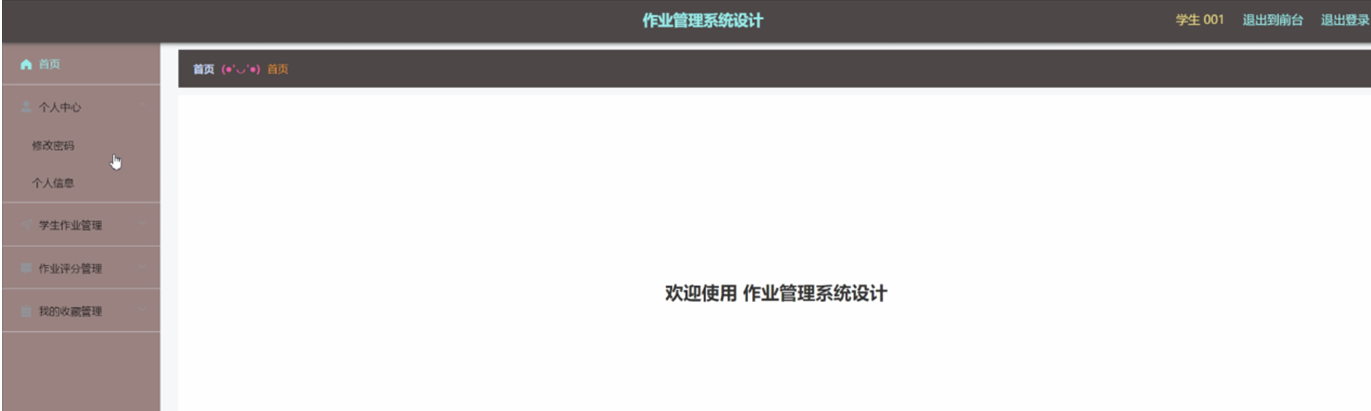 作业管理系统设计
学生 001 退出到前台 退出登录
首页
个人中心
修改密码
个人信息
学生作业管理
作业评分管理
我的收藏管理
首页 (●'◡'●) 首页
欢迎使用 作业管理系统设计